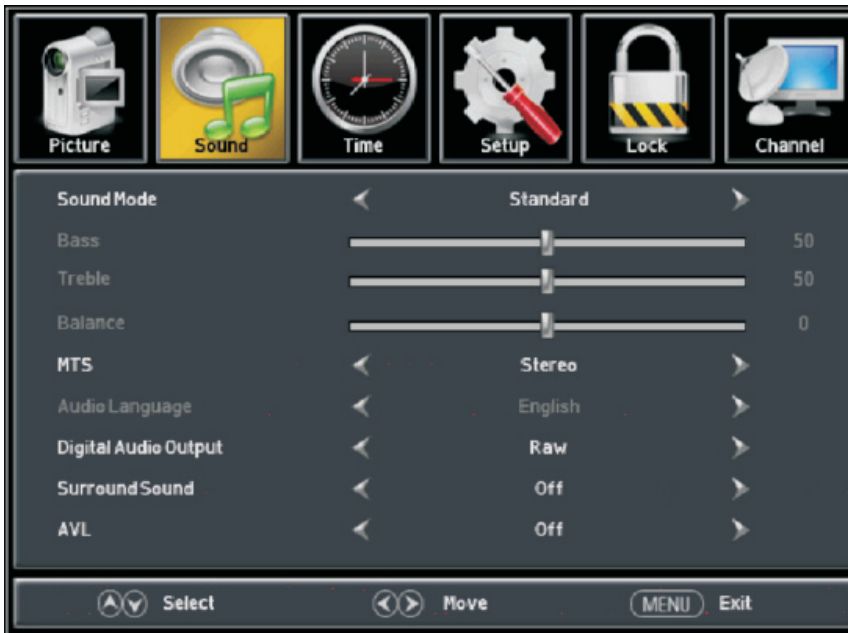 Picture Sound Time Setup Lock Channel
Sound Mode Standard
Bass 50
Treble 50
Balance 0
MTS Stereo
Audio Language English
Digital Audio Output Raw
Surround Sound Off
AVL Off
Select Move MENU Exit